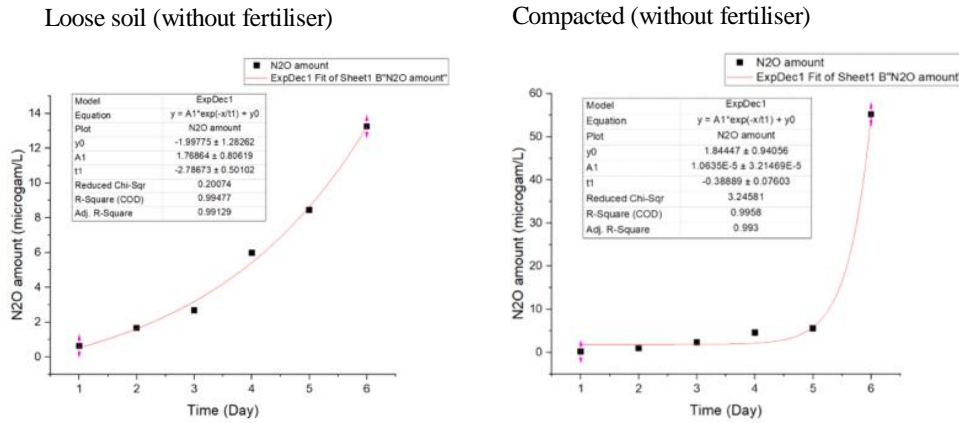 Loose soil (without fertiliser)
N2O amount
ExpDec1 Fit of Sheet1 B"N2O amount"
Model ExpDec1
Equation y = A1*exp(-x/t1) + y0
Plot N2O amount
y0 -1.99775 ± 1.28262
A1 1.76864 ± 0.80619
t1 -2.78673 ± 0.50102
Reduced Chi-Sqr 0.20074
R-Square (COD) 0.99477
Adj. R-Square 0.99129
N2O amount (microgam/L)
14
12
10
8
6
4
2
0
1 2 3 4 5 6
Time (Day)
Compacted (without fertiliser)
N2O amount
ExpDec1 Fit of Sheet1 B"N2O amount"
Model ExpDec1
Equation y = A1*exp(-x/t1) + y0
Plot N2O amount
y0 1.84447 ± 0.94056
A1 1.0635E-5 ± 3.21469E-5
t1 -0.38889 ± 0.07603
Reduced Chi-Sqr 3.24581
R-Square (COD) 0.9958
Adj. R-Square 0.993
N2O amount (microgam/L)
60
50
40
30
20
10
0
1 2 3 4 5 6
Time (Day)